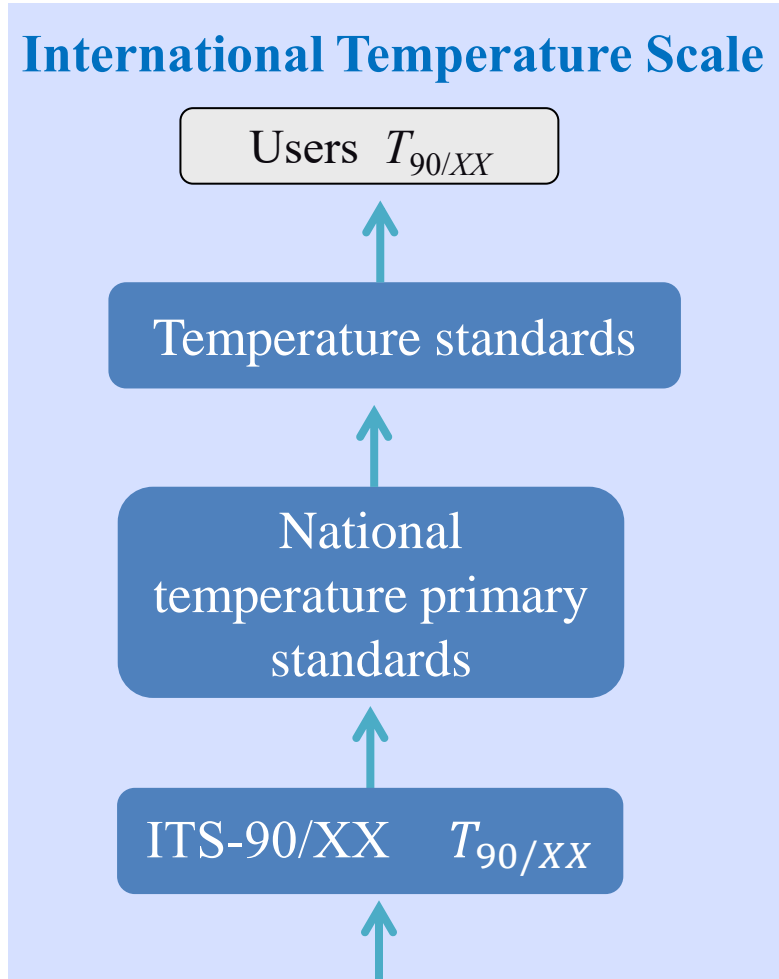 International Temperature Scale
Users T90/XX
Temperature standards
National
temperature primary
standards
ITS-90/XX T90/XX